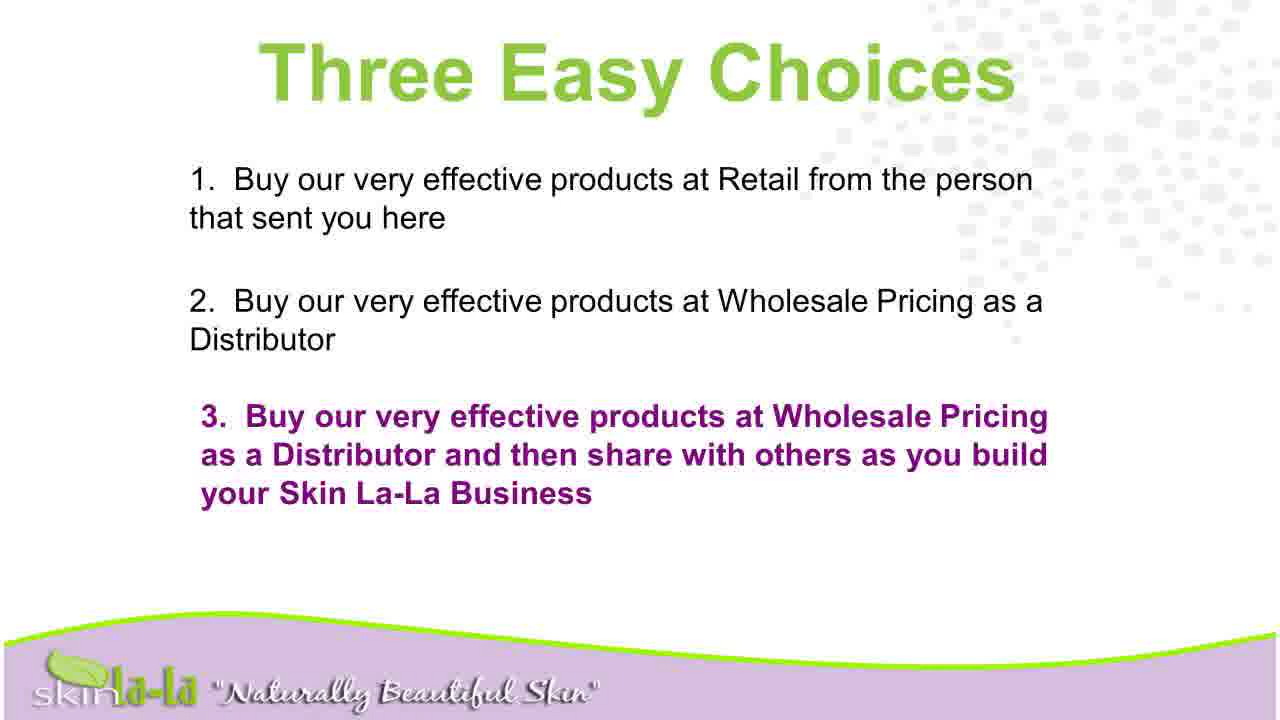 Three Easy Choices
1. Buy our very effective products at Retail from the person
that sent you here
2. Buy our very effective products at Wholesale Pricing as a
Distributor
3. Buy our very effective products at Wholesale Pricing
as a Distributor and then share with others as you build
your Skin La-La Business
skin la-la "Naturally Beautiful Skin"